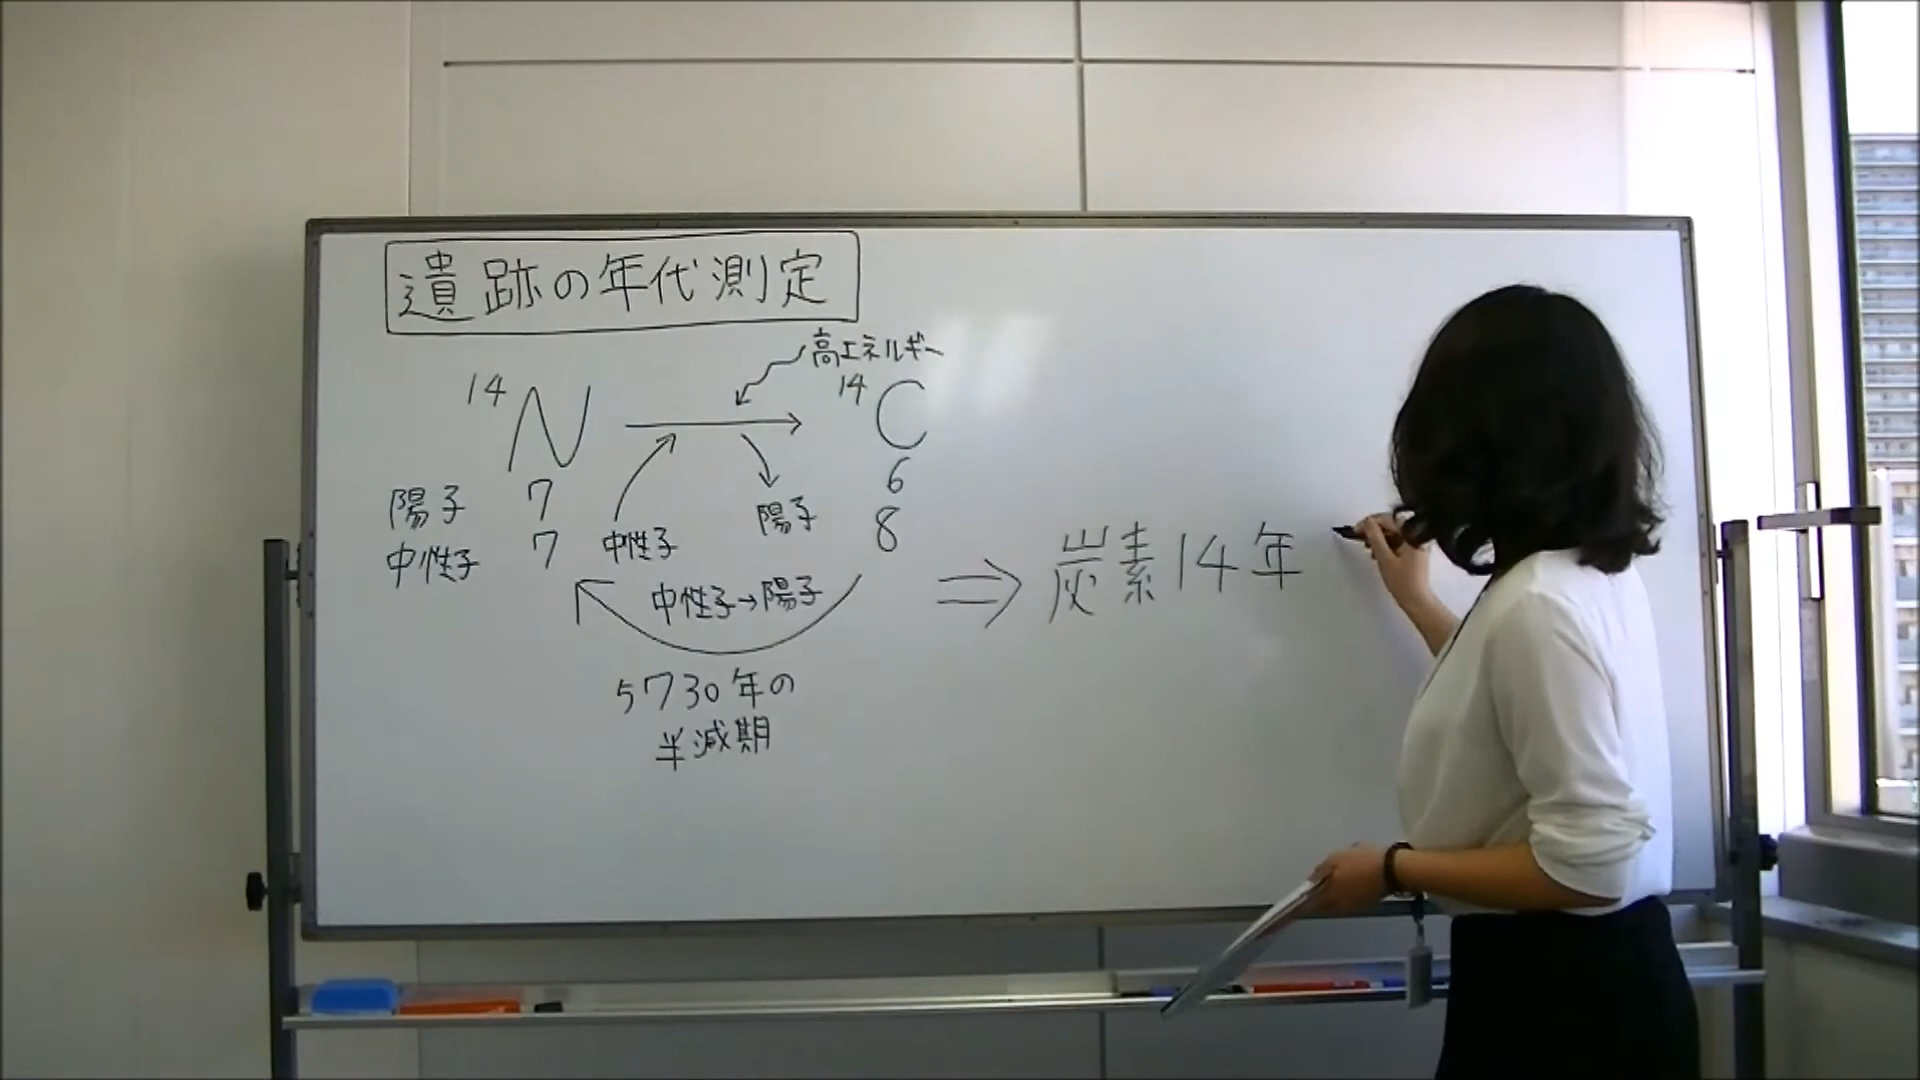 遺跡の年代測定
高エネルギー
14N → 14C
陽子 7 陽子 6
中性子 7 中性子 8
中性子→陽子
5730年の
半減期
⇒ 炭素14年